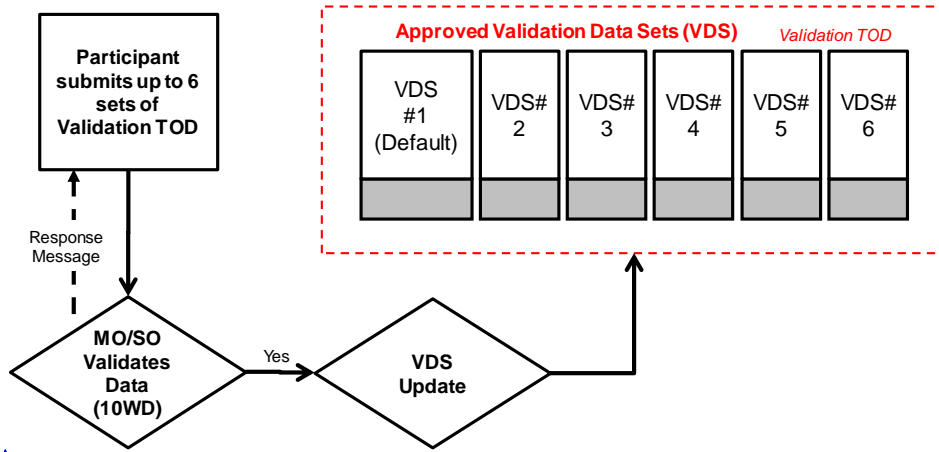 Participant
submits up to 6
sets of
Validation TOD
Approved Validation Data Sets (VDS)
Validation TOD
VDS
#1
(Default)
VDS#
2
VDS#
3
VDS#
4
VDS#
5
VDS#
6
Response
Message
MO/SO
Validates
Data
(10WD)
Yes
VDS
Update